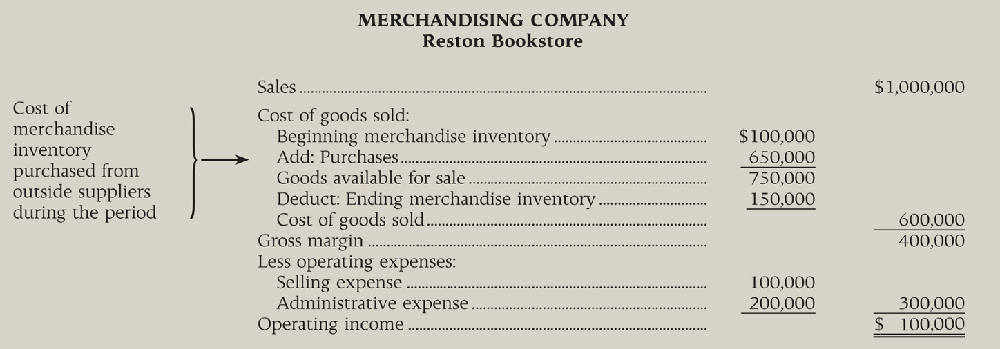 MERCHANDISING COMPANY
Reston Bookstore
Sales ........ $1,000,000
Cost of
merchandise
inventory
purchased from
outside suppliers
during the period
Cost of goods sold:
Beginning merchandise inventory ........ $100,000
Add: Purchases ........ 650,000
Goods available for sale ........ 750,000
Deduct: Ending merchandise inventory ........ 150,000
Cost of goods sold ........ 600,000
Gross margin ........ 400,000
Less operating expenses:
Selling expense ........ 100,000
Administrative expense ........ 200,000 300,000
Operating income ........ $ 100,000